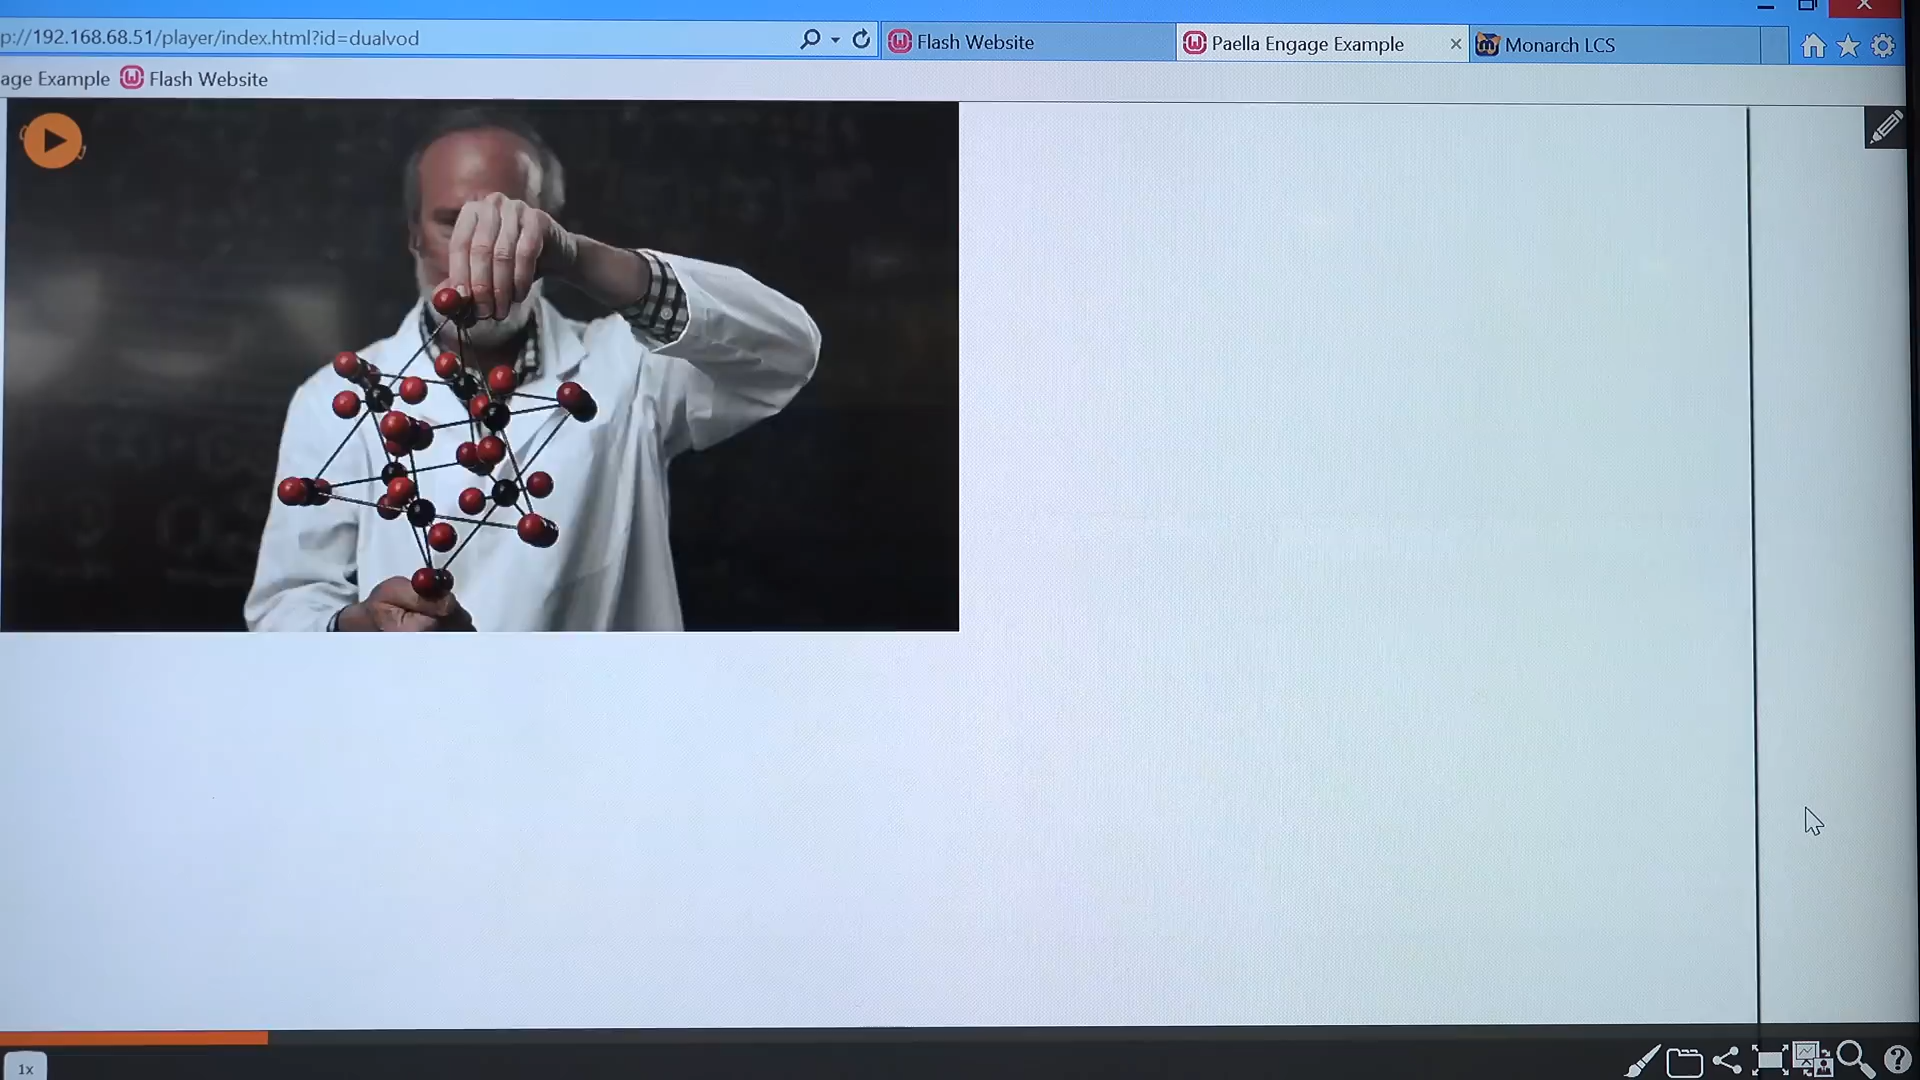 p://192.168.68.51/player/index.html?id=dualvod
Flash Website
Paella Engage Example
Monarch LCS
age Example
Flash Website
1x